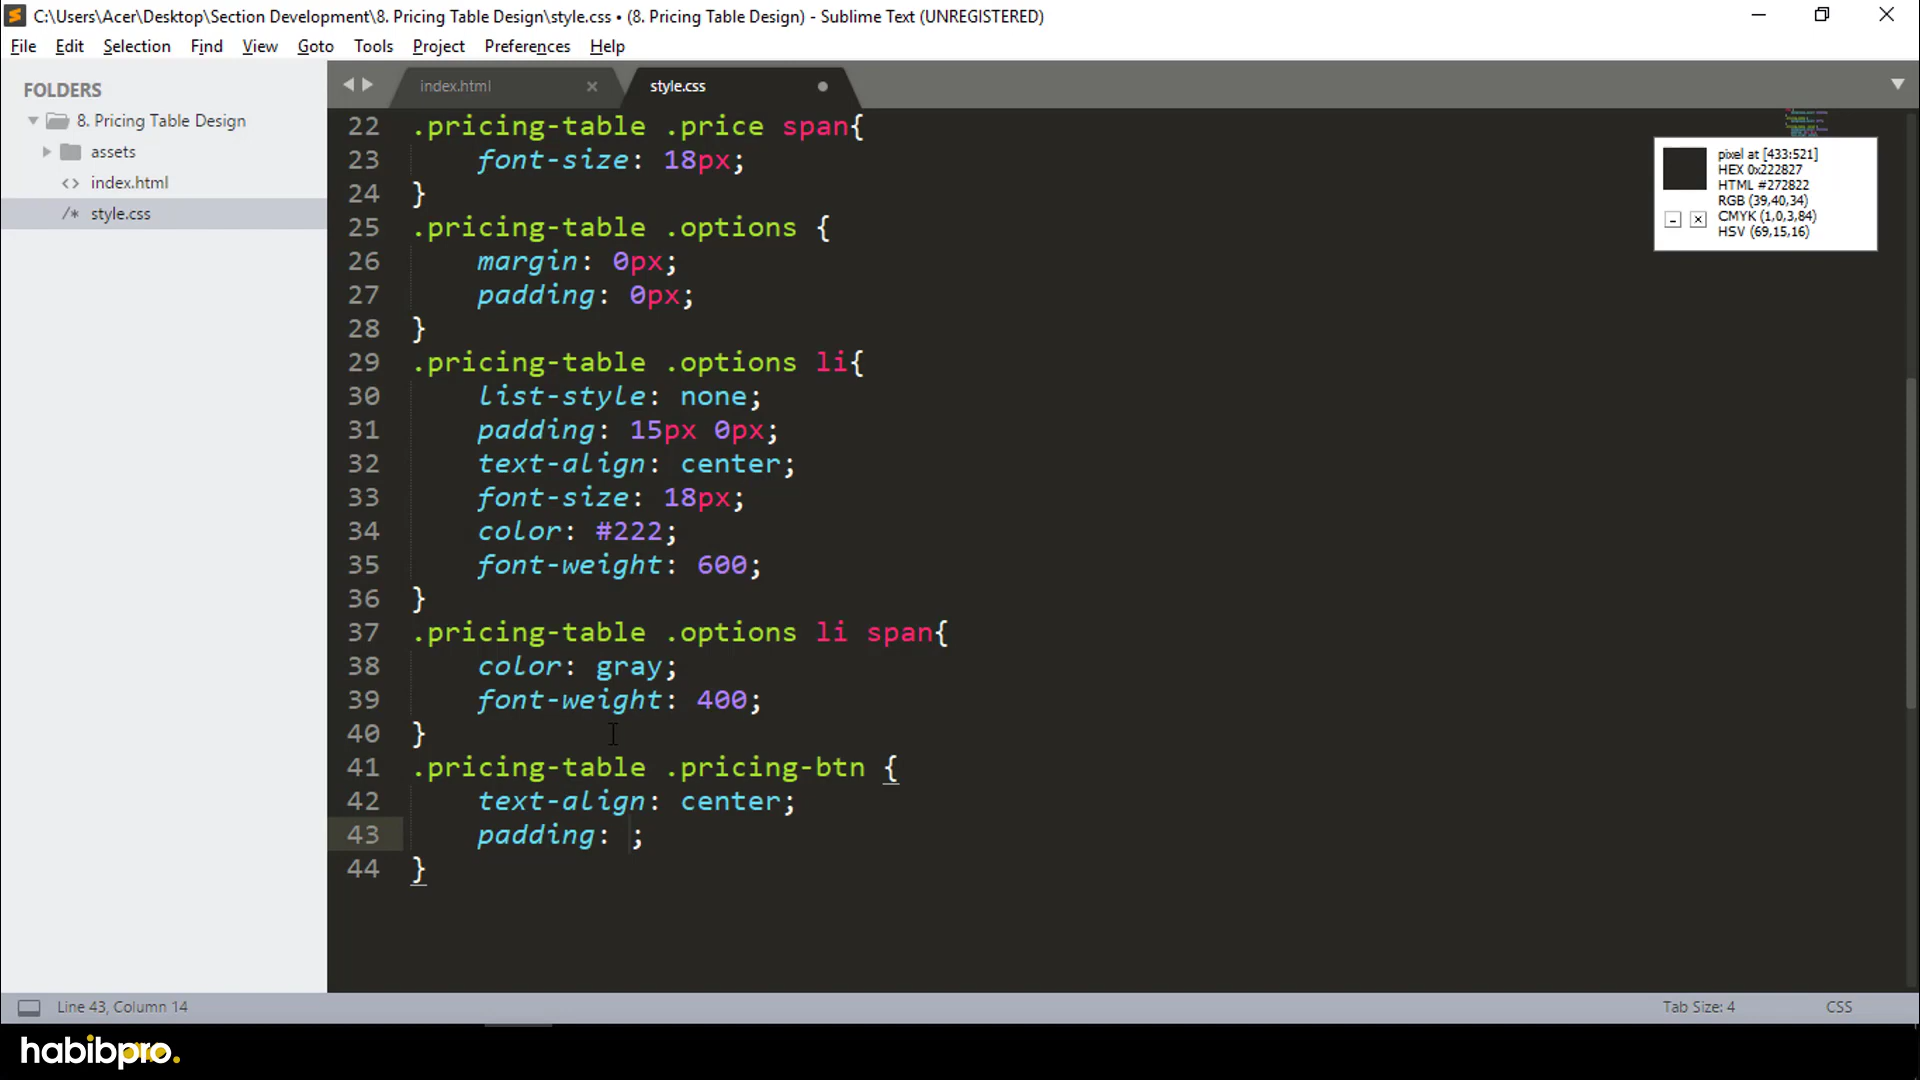 C:\Users\Acer\Desktop\Section Development\8. Pricing Table Design\style.css • (8. Pricing Table Design) - Sublime Text (UNREGISTERED)
File Edit Selection Find View Goto Tools Project Preferences Help
FOLDERS
8. Pricing Table Design
assets
<> index.html
/* style.css
index.html
style.css
22 .pricing-table .price span{
23 font-size: 18px;
24 }
25 .pricing-table .options {
26 margin: 0px;
27 padding: 0px;
28 }
29 .pricing-table .options li{
30 list-style: none;
31 padding: 15px 0px;
32 text-align: center;
33 font-size: 18px;
34 color: #222;
35 font-weight: 600;
36 }
37 .pricing-table .options li span{
38 color: gray;
39 font-weight: 400;
40 }
41 .pricing-table .pricing-btn {
42 text-align: center;
43 padding: ;
44 }
pixel at [433:521]
HEX 0x222827
HTML #272822
RGB (39,40,34)
CMYK (1,0,3,84)
HSV (69,15,16)
Line 43, Column 14
Tab Size: 4
CSS
habibpro.